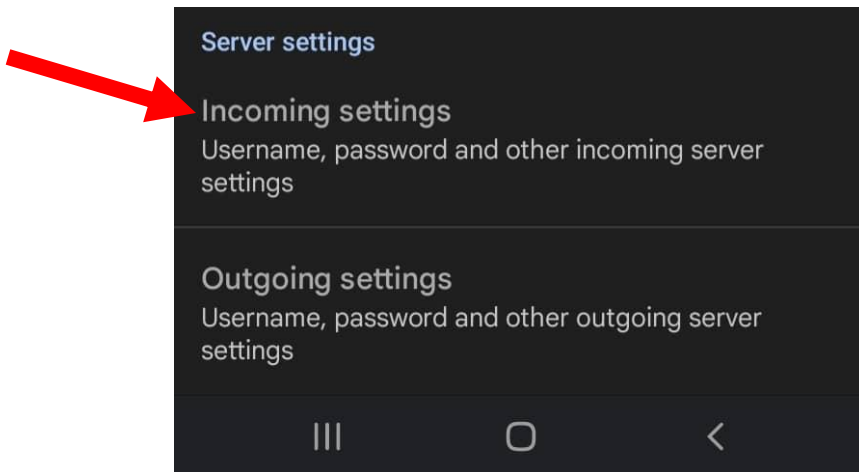 Server settings
Incoming settings
Username, password and other incoming server
settings
Outgoing settings
Username, password and other outgoing server
settings